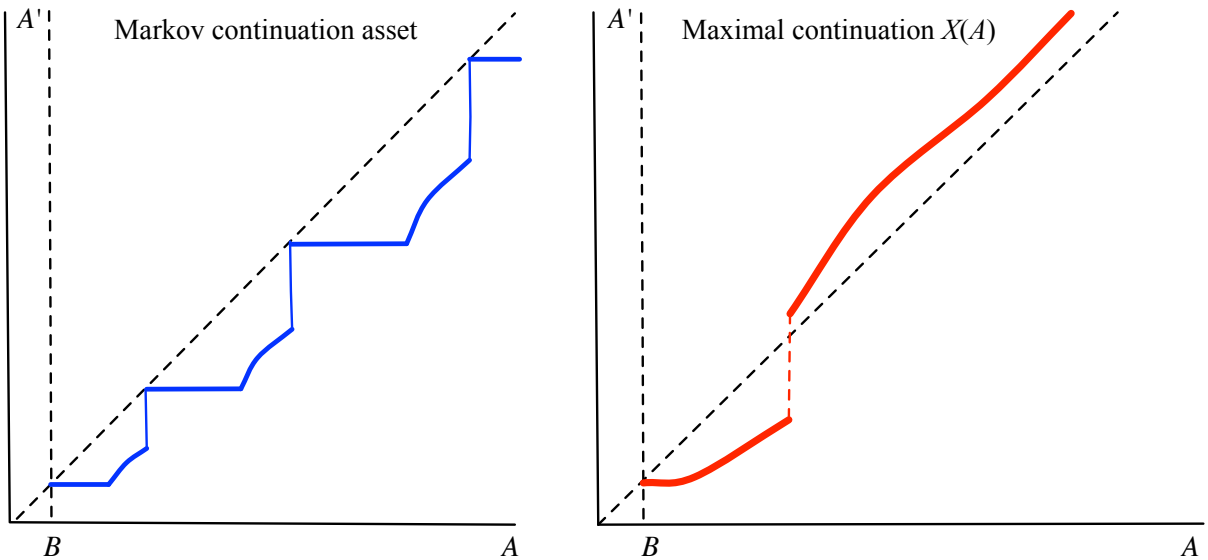 A'
Markov continuation asset
B
A
A'
Maximal continuation X(A)
B
A